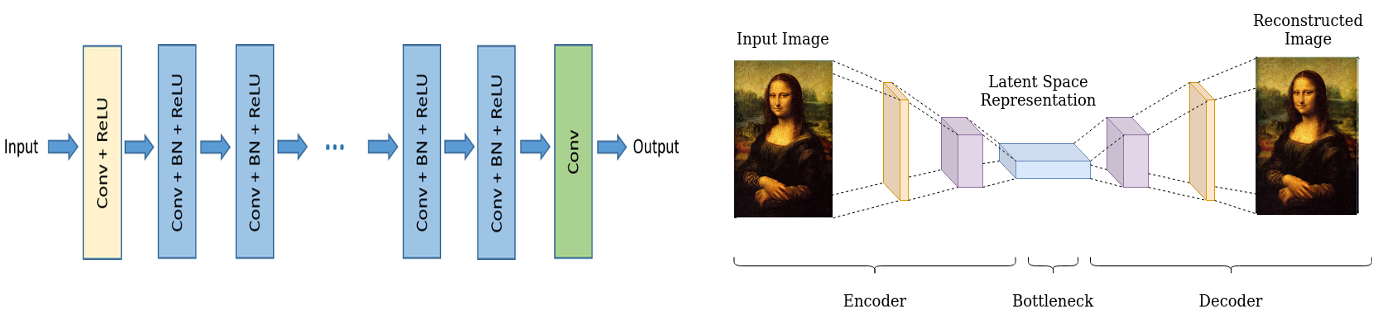 Input
Conv + ReLU
Conv + BN + ReLU
Conv + BN + ReLU
...
Conv + BN + ReLU
Conv + BN + ReLU
Conv
Output
Input Image
Latent Space
Representation
Reconstructed
Image
Encoder
Bottleneck
Decoder